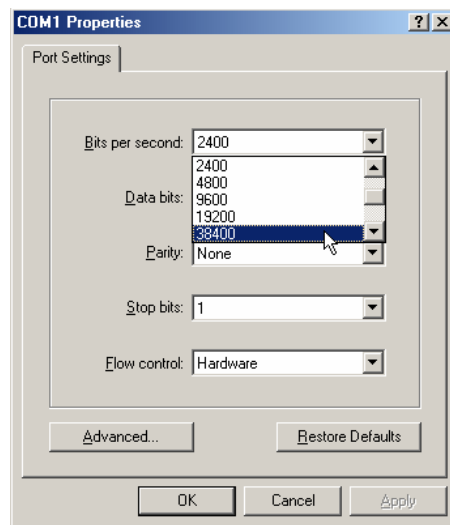 COM1 Properties
Port Settings
Bits per second: 2400
2400
4800
Data bits: 9600
19200
38400
Parity: None
Stop bits: 1
Flow control: Hardware
Advanced... Restore Defaults
OK Cancel Apply